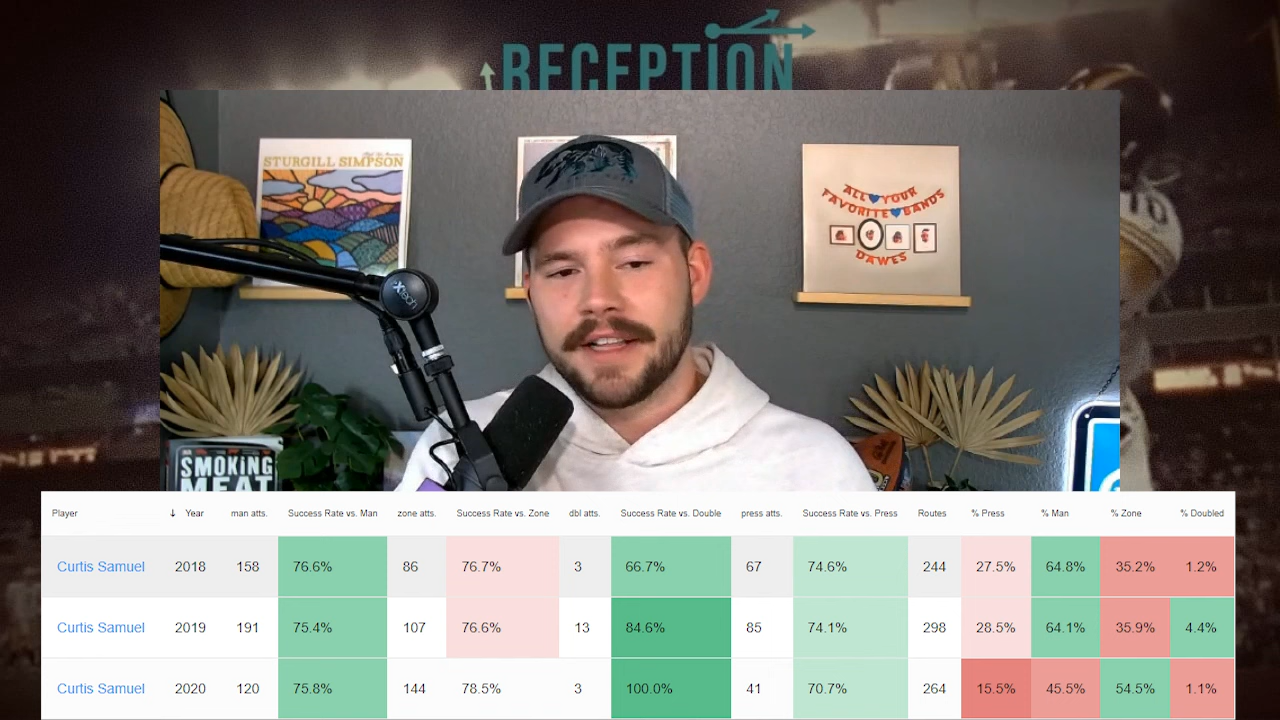 RECEPTION
STURGILL SIMPSON
ALL YOUR
FAVORITE BANDS
DAWES
SMOKING
MEAT
Player ↓ Year man atts. Success Rate vs. Man zone atts. Success Rate vs. Zone dbl atts. Success Rate vs. Double press atts. Success Rate vs. Press Routes % Press % Man % Zone % Doubled
Curtis Samuel 2018 158 76.6% 86 76.7% 3 66.7% 67 74.6% 244 27.5% 64.8% 35.2% 1.2%
Curtis Samuel 2019 191 75.4% 107 76.6% 13 84.6% 85 74.1% 298 28.5% 64.1% 35.9% 4.4%
Curtis Samuel 2020 120 75.8% 144 78.5% 3 100.0% 41 70.7% 264 15.5% 45.5% 54.5% 1.1%